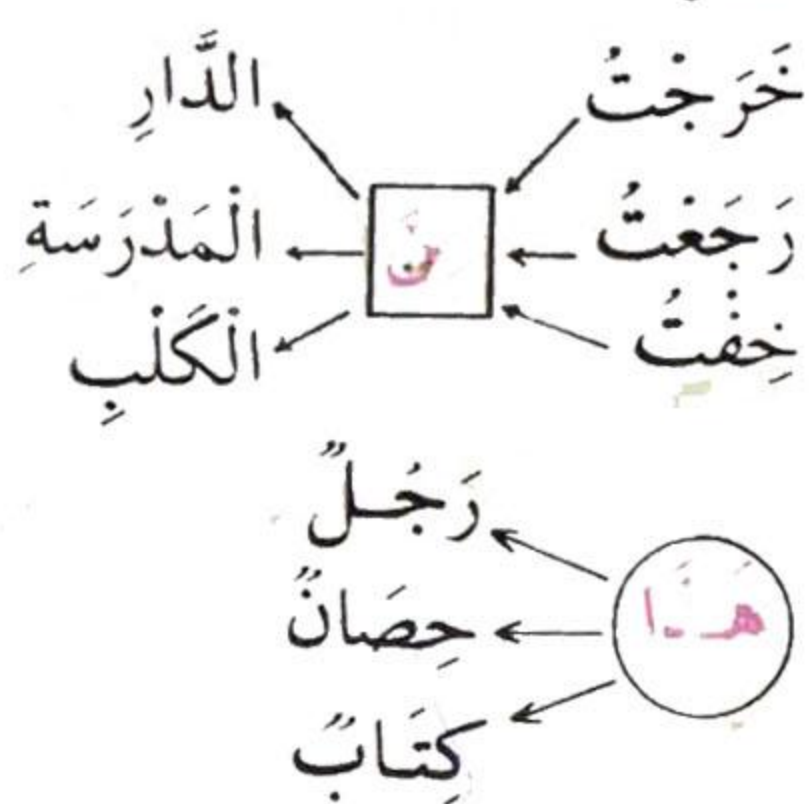 خَرَجْتُ
رَجَعْتُ
خِفْتُ
نَ
الدَّارِ
الْمَدْرَسَةِ
الْكَلْبِ
رَجُلٌ
حِصَانٌ
كِتَابٌ